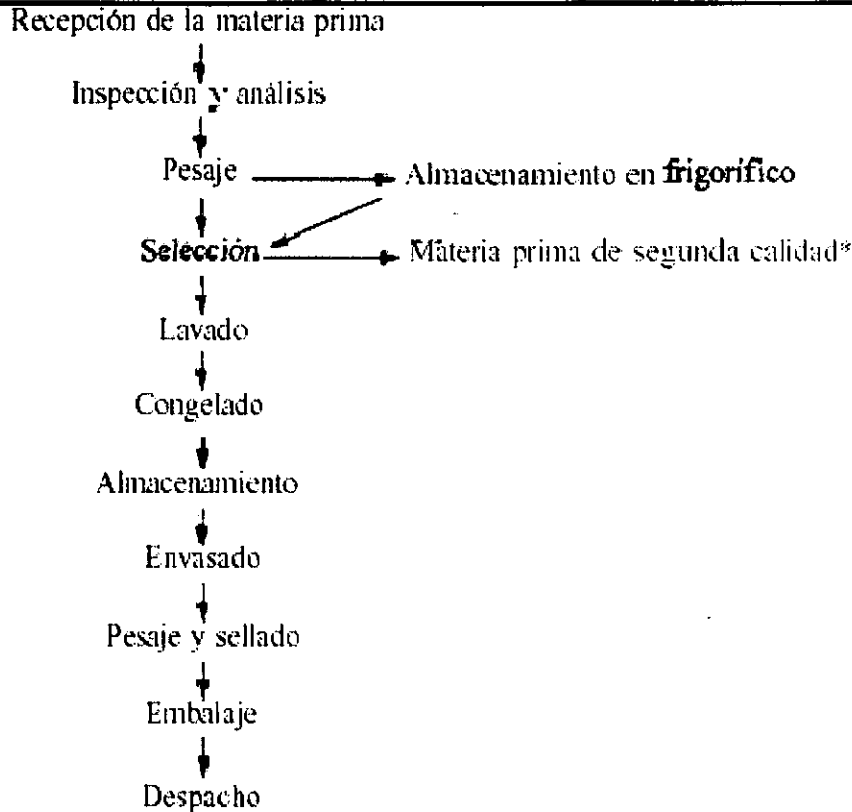 Recepción de la materia prima
Inspección y análisis
Pesaje
Almacenamiento en frigorífico
Selección
Materia prima de segunda calidad*
Lavado
Congelado
Almacenamiento
Envasado
Pesaje y sellado
Embalaje
Despacho